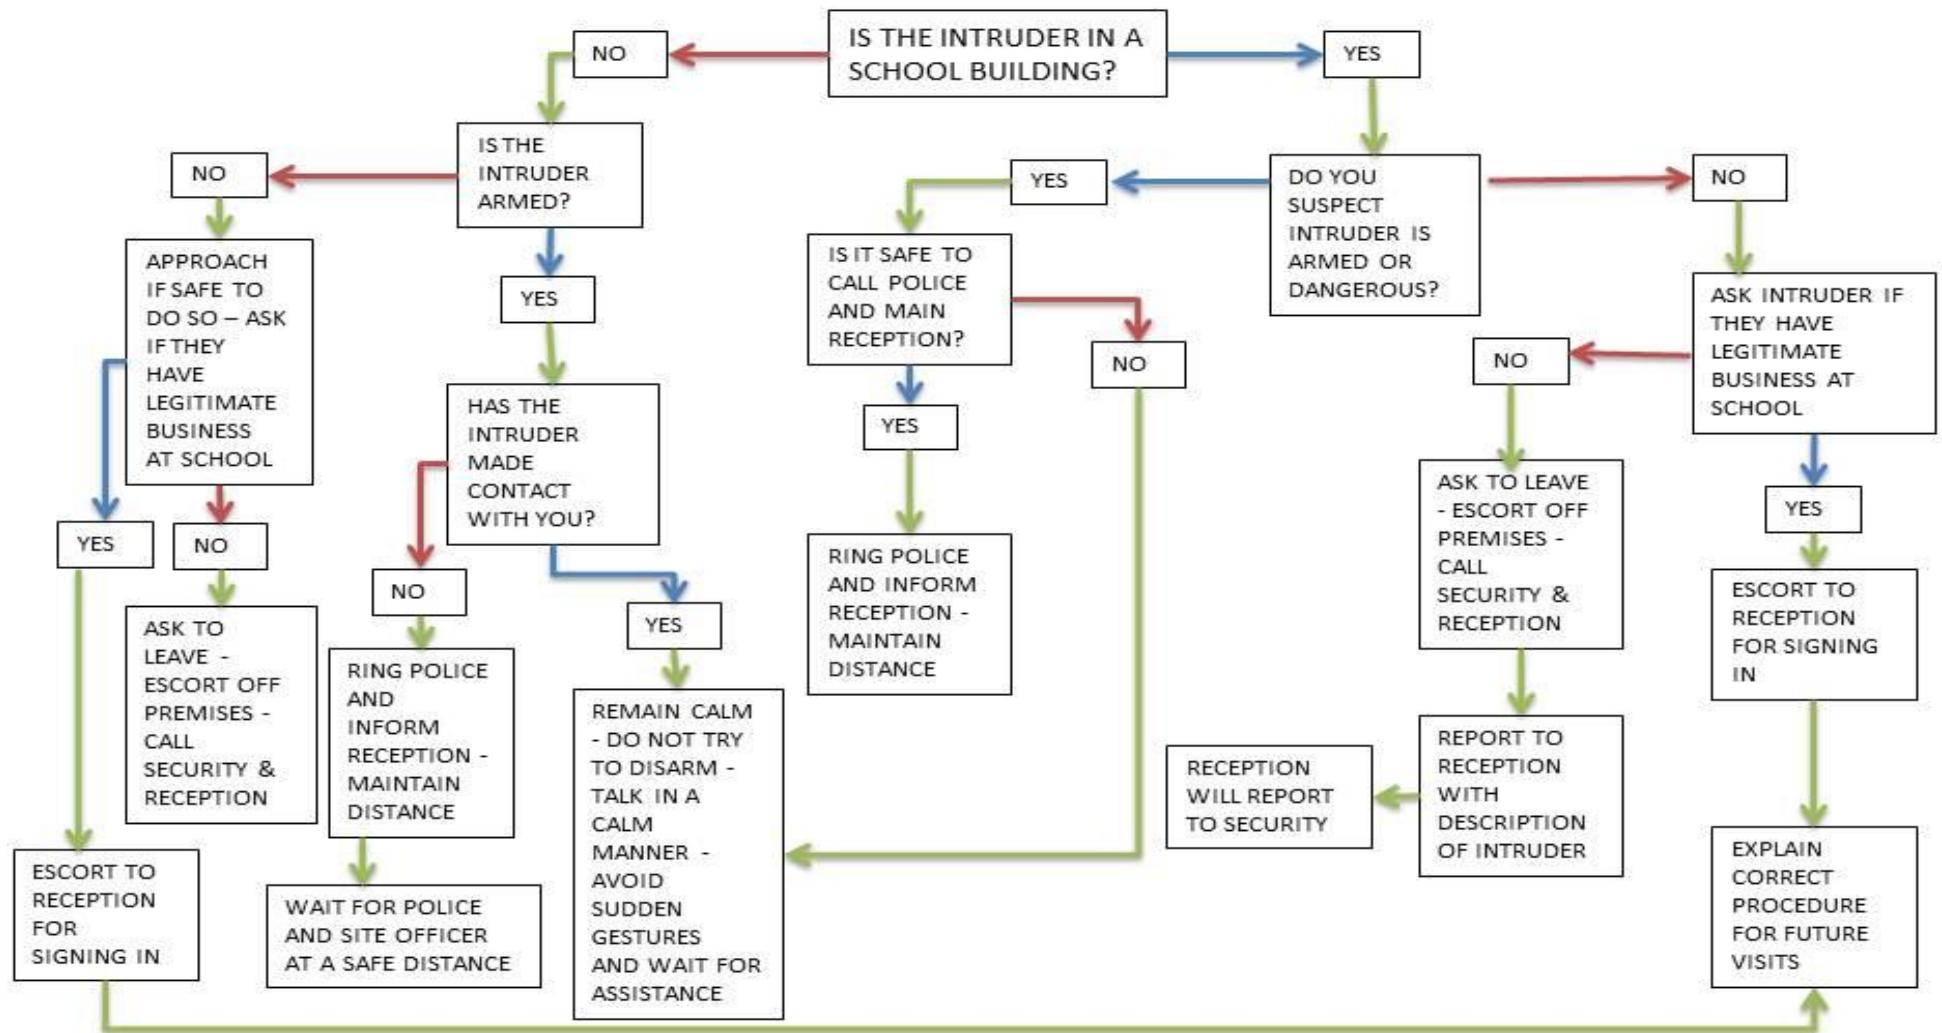 IS THE INTRUDER IN A
SCHOOL BUILDING?
NO
YES
IS THE
INTRUDER
ARMED?
NO
YES
DO YOU
SUSPECT
INTRUDER IS
ARMED OR
DANGEROUS?
NO
APPROACH
IF SAFE TO
DO SO – ASK
IF THEY
HAVE
LEGITIMATE
BUSINESS
AT SCHOOL
YES
IS IT SAFE TO
CALL POLICE
AND MAIN
RECEPTION?
NO
ASK INTRUDER IF
THEY HAVE
LEGITIMATE
BUSINESS AT
SCHOOL
NO
HAS THE
INTRUDER
MADE
CONTACT
WITH YOU?
YES
YES
NO
NO
YES
ASK TO LEAVE
- ESCORT OFF
PREMISES -
CALL
SECURITY &
RECEPTION
YES
RING POLICE
AND INFORM
RECEPTION -
MAINTAIN
DISTANCE
ESCORT TO
RECEPTION
FOR SIGNING
IN
ASK TO
LEAVE -
ESCORT OFF
PREMISES -
CALL
SECURITY &
RECEPTION
RING POLICE
AND
INFORM
RECEPTION -
MAINTAIN
DISTANCE
REMAIN CALM
- DO NOT TRY
TO DISARM -
TALK IN A
CALM
MANNER -
AVOID
SUDDEN
GESTURES
AND WAIT FOR
ASSISTANCE
RECEPTION
WILL REPORT
TO SECURITY
REPORT TO
RECEPTION
WITH
DESCRIPTION
OF INTRUDER
ESCORT TO
RECEPTION
FOR
SIGNING IN
WAIT FOR POLICE
AND SITE OFFICER
AT A SAFE DISTANCE
EXPLAIN
CORRECT
PROCEDURE
FOR FUTURE
VISITS